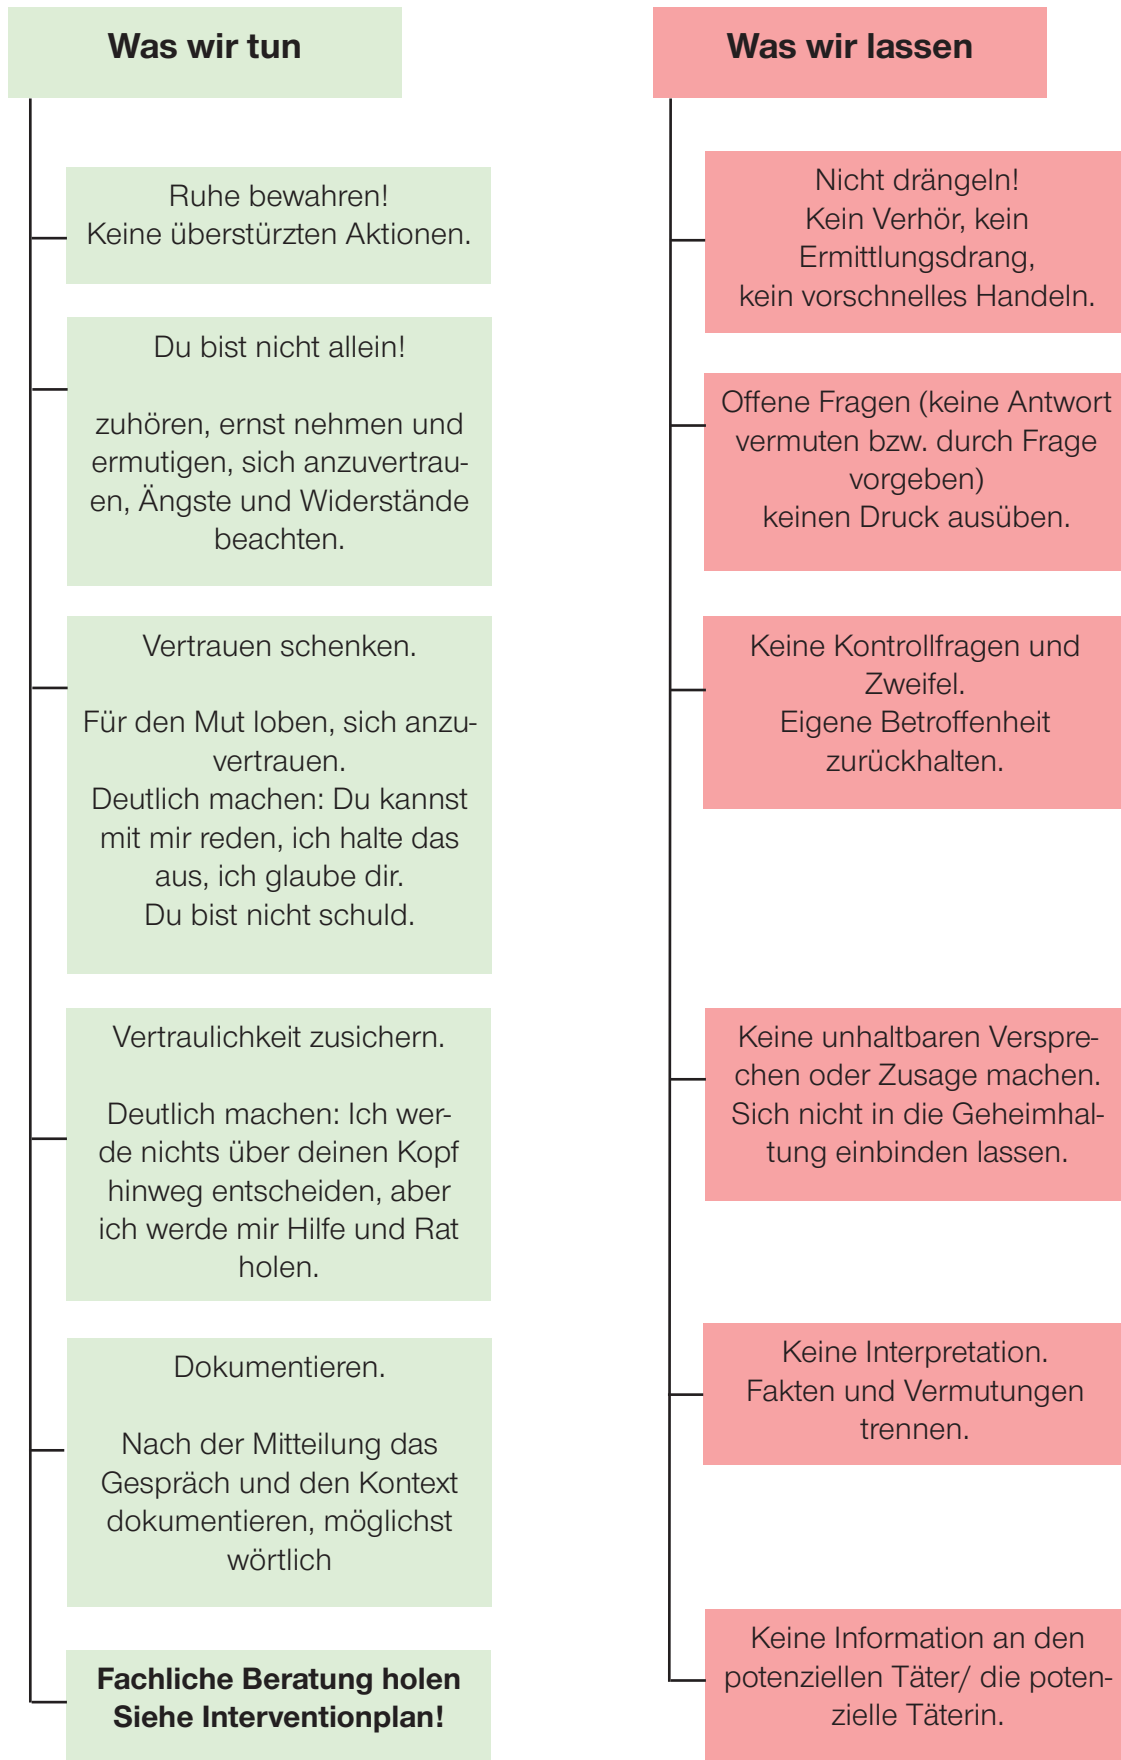 Was wir tun
Ruhe bewahren!
Keine überstürzten Aktionen.
Du bist nicht allein!
zuhören, ernst nehmen und
ermutigen, sich anzuvertrau-
en, Ängste und Widerstände
beachten.
Vertrauen schenken.
Für den Mut loben, sich anzu-
vertrauen.
Deutlich machen: Du kannst
mit mir reden, ich halte das
aus, ich glaube dir.
Du bist nicht schuld.
Vertraulichkeit zusichern.
Deutlich machen: Ich wer-
de nichts über deinen Kopf
hinweg entscheiden, aber
ich werde mir Hilfe und Rat
holen.
Dokumentieren.
Nach der Mitteilung das
Gespräch und den Kontext
dokumentieren, möglichst
wörtlich
Fachliche Beratung holen
Siehe Interventionplan!
Was wir lassen
Nicht drängeln!
Kein Verhör, kein
Ermittlungsdrang,
kein vorschnelles Handeln.
Offene Fragen (keine Antwort
vermuten bzw. durch Frage
vorgeben)
keinen Druck ausüben.
Keine Kontrollfragen und
Zweifel.
Eigene Betroffenheit
zurückhalten.
Keine unhaltbaren Verspre-
chen oder Zusage machen.
Sich nicht in die Geheimhal-
tung einbinden lassen.
Keine Interpretation.
Fakten und Vermutungen
trennen.
Keine Information an den
potenziellen Täter/ die poten-
zielle Täterin.